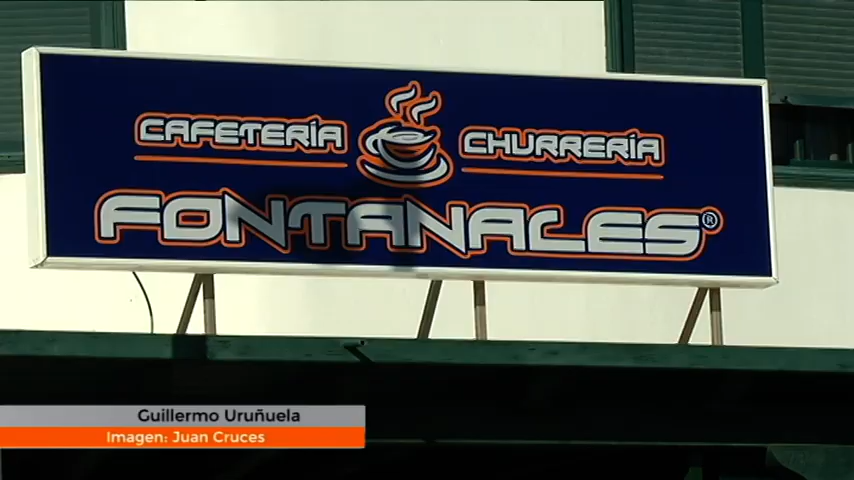 CAFETERÍA CHURRERÍA
FONTANALES®
Guillermo Uruñuela
Imagen: Juan Cruces